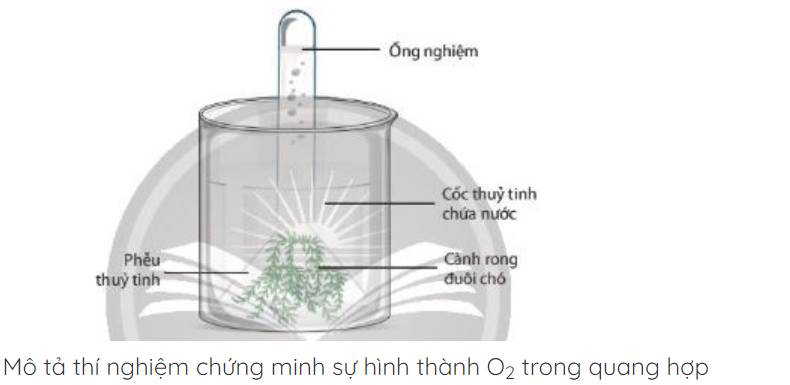 Ống nghiệm
Cốc thuỷ tinh
chứa nước
Phễu
thuỷ tinh
Cành rong
đuôi chó
Mô tả thí nghiệm chứng minh sự hình thành O₂ trong quang hợp